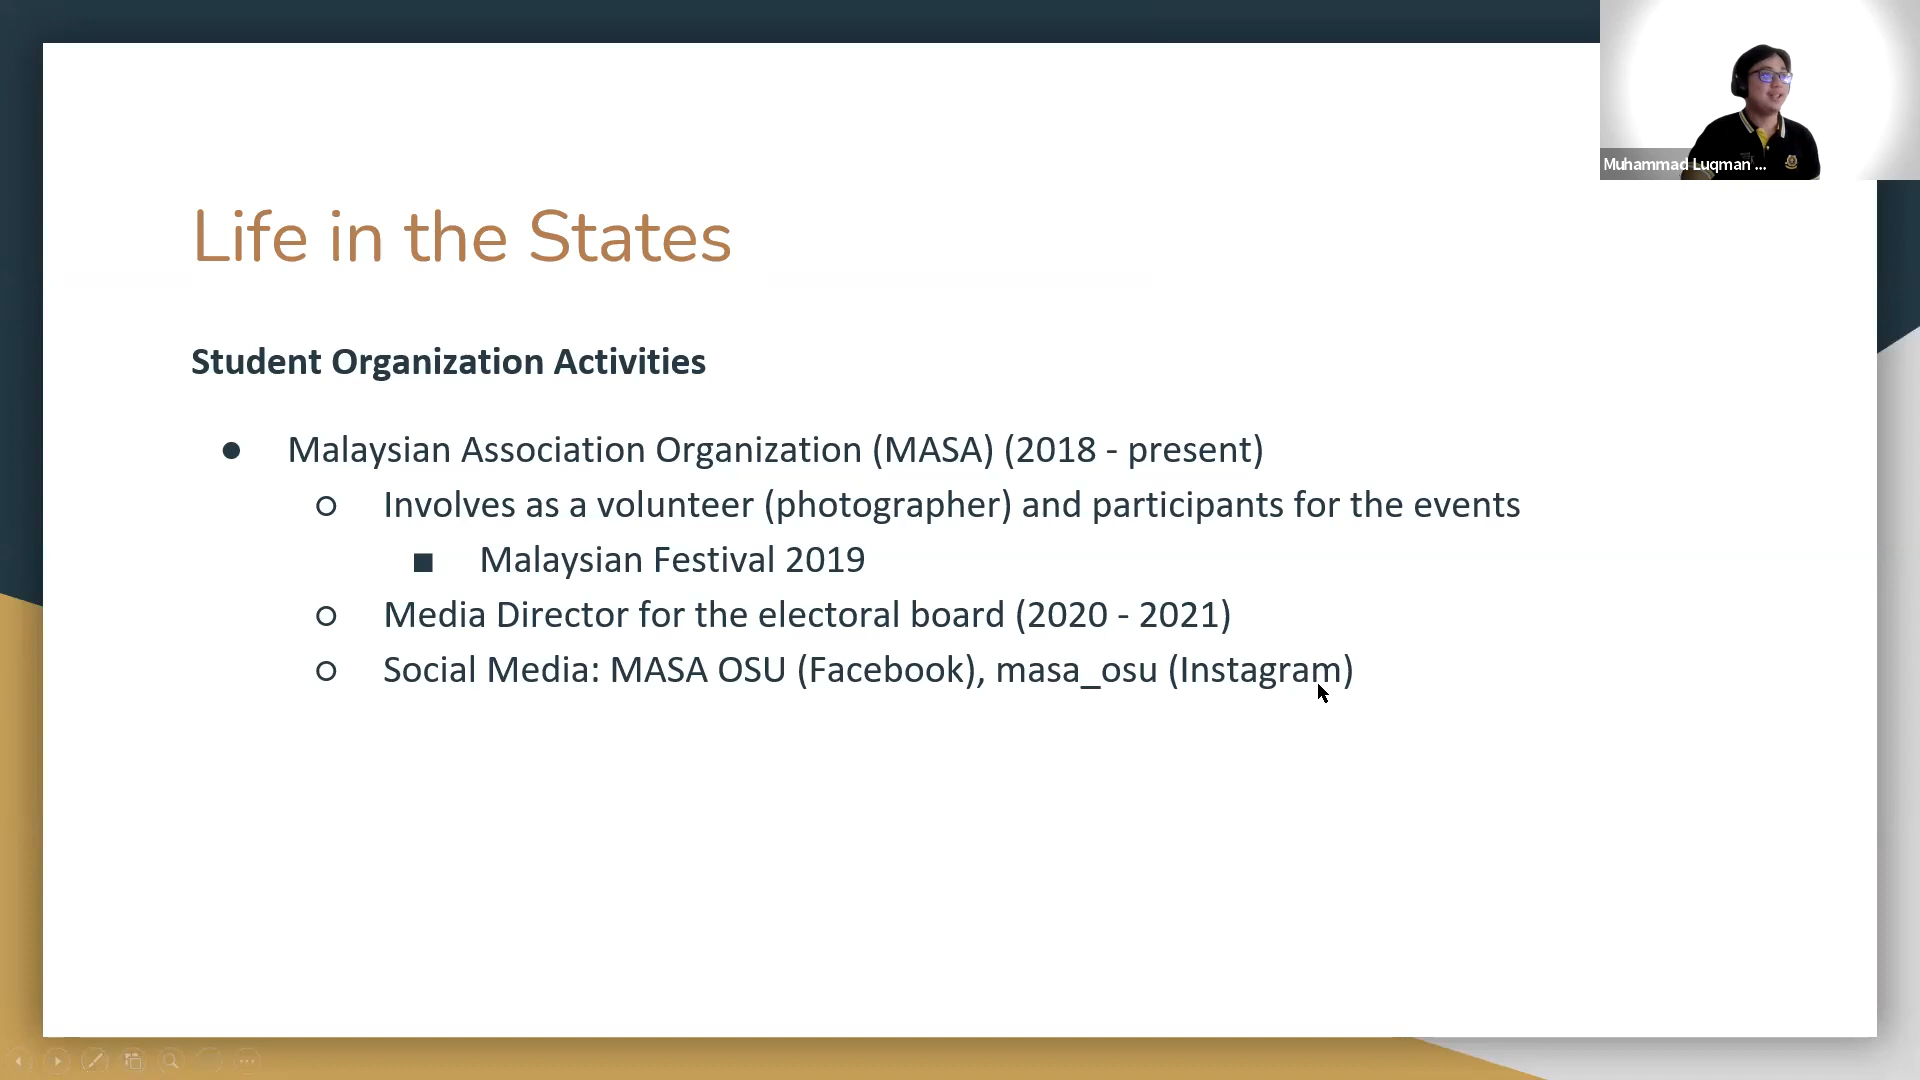 Muhammad Luqman ...
Life in the States
Student Organization Activities
● Malaysian Association Organization (MASA) (2018 - present)
○ Involves as a volunteer (photographer) and participants for the events
■ Malaysian Festival 2019
○ Media Director for the electoral board (2020 - 2021)
○ Social Media: MASA OSU (Facebook), masa_osu (Instagram)